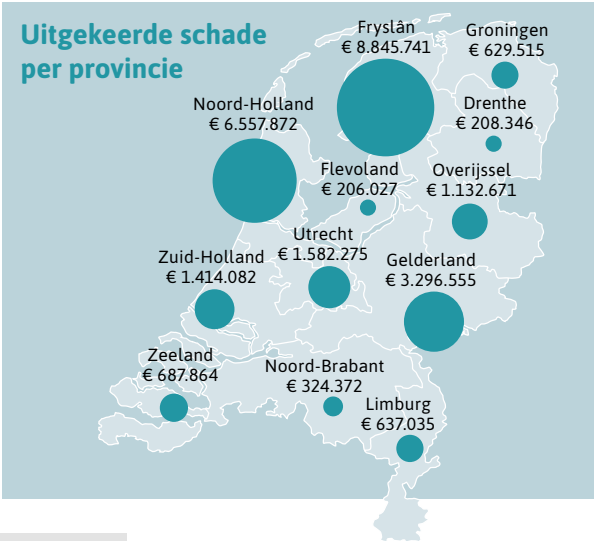 Uitgekeerde schade
per provincie
Fryslân
€ 8.845.741
Groningen
€ 629.515
Noord-Holland
€ 6.557.872
Drenthe
€ 208.346
Flevoland
€ 206.027
Overijssel
€ 1.132.671
Utrecht
€ 1.582.275
Zuid-Holland
€ 1.414.082
Gelderland
€ 3.296.555
Zeeland
€ 687.864
Noord-Brabant
€ 324.372
Limburg
€ 637.035